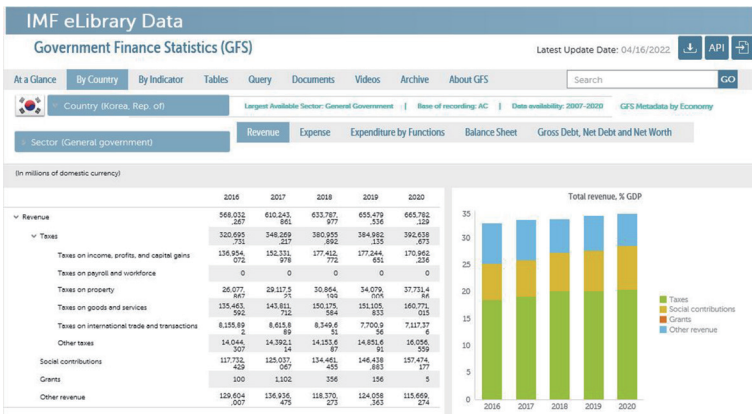 IMF eLibrary Data
Government Finance Statistics (GFS)
Latest Update Date: 04/16/2022
API
At a Glance By Country By Indicator Tables Query Documents Videos Archive About GFS Search GO
Country (Korea, Rep. of) Largest Available Sector: General Government | Base of recording: AC | Data availability: 2007-2020 GFS Metadata by Economy
Sector (General government) Revenue Expense Expenditure by Functions Balance Sheet Gross Debt, Net Debt and Net Worth
(In millions of domestic currency)
2016 2017 2018 2019 2020
Revenue 568,032,267 610,243,861 633,787,977 655,479,536 665,782,129
Taxes 320,695,731 348,269,217 380,955,892 384,982,135 392,638,673
Taxes on income, profits, and capital gains 136,954,072 152,331,978 177,412,772 177,244,651 170,962,236
Taxes on payroll and workforce 0 0 0 0 0
Taxes on property 26,077,867 29,117,523 30,864,199 34,079,005 37,731,486
Taxes on goods and services 135,463,592 143,811,712 150,175,584 151,105,833 160,771,015
Taxes on international trade and transactions 8,155,892 8,615,889 8,349,651 7,700,956 7,117,376
Other taxes 14,044,307 14,392,114 14,153,687 14,851,691 16,056,559
Social contributions 117,732,429 125,037,067 134,461,455 146,438,883 157,474,177
Grants 100 1,102 356 156 5
Other revenue 129,604,007 136,936,475 118,370,273 124,058,363 115,669,274
Total revenue, % GDP
35
30
25
20
15
10
5
0
2016 2017 2018 2019 2020
Taxes
Social contributions
Grants
Other revenue